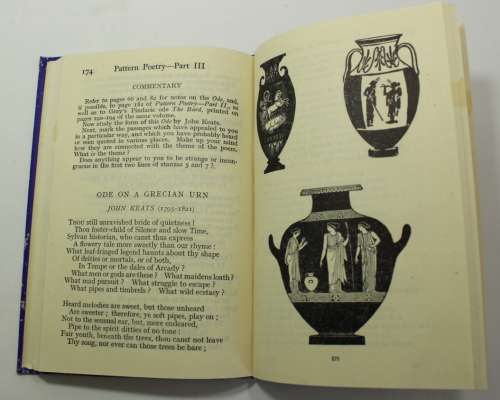 174 Pattern Poetry—Part III
COMMENTARY
Refer to pages 66 and 82 for notes on the Ode, and,
if possible, to page 182 of Pattern Poetry—Part II, as
well as to Gray's Pindaric ode The Bard, printed on
pages 192-194 of the same volume.
Now study the form of this Ode by John Keats.
Next, mark the passages which have appealed to you
in a particular way, and which you have probably heard
or seen quoted in various places. Make up your mind
how they are connected with the theme of the poem.
What is the theme?
Does anything appear to you to be strange or incon-
gruous in the first two lines of stanzas 5 and 7?
ODE ON A GRECIAN URN
JOHN KEATS (1795-1821)
THOU still unravished bride of quietness!
Thou foster-child of Silence and slow Time,
Sylvan historian, who canst thus express
A flowery tale more sweetly than our rhyme:
What leaf-fringed legend haunts about thy shape
Of deities or mortals, or of both,
In Tempe or the dales of Arcady?
What men or gods are these? What maidens loath?
What mad pursuit? What struggle to escape?
What pipes and timbrels? What wild ecstasy?
Heard melodies are sweet, but those unheard
Are sweeter; therefore, ye soft pipes, play on;
Not to the sensual ear, but, more endeared,
Pipe to the spirit ditties of no tone:
Fair youth, beneath the trees, thou canst not leave
Thy song, nor ever can those trees be bare;
175